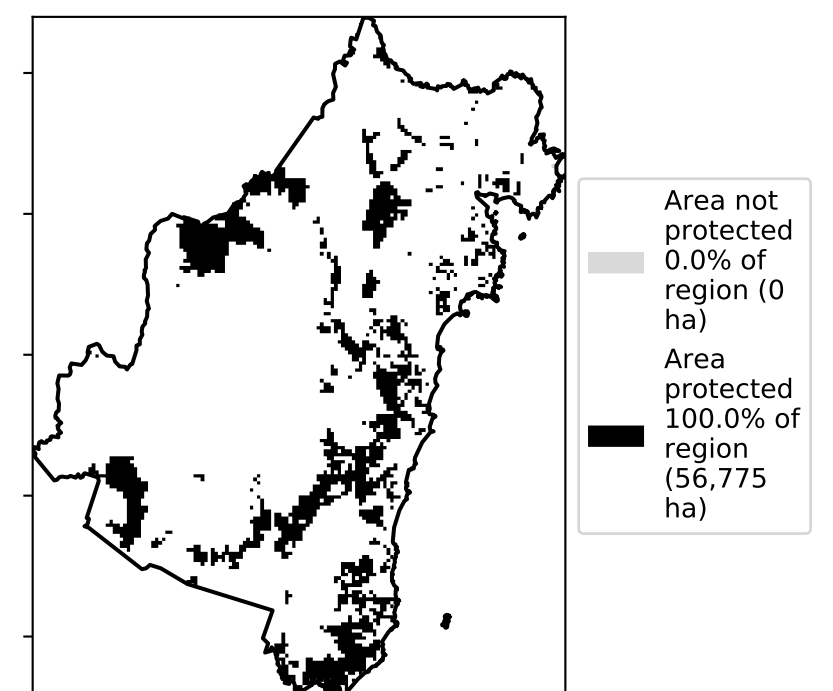 Area not
protected
0.0% of
region (0
ha)
Area
protected
100.0% of
region
(56,775
ha)